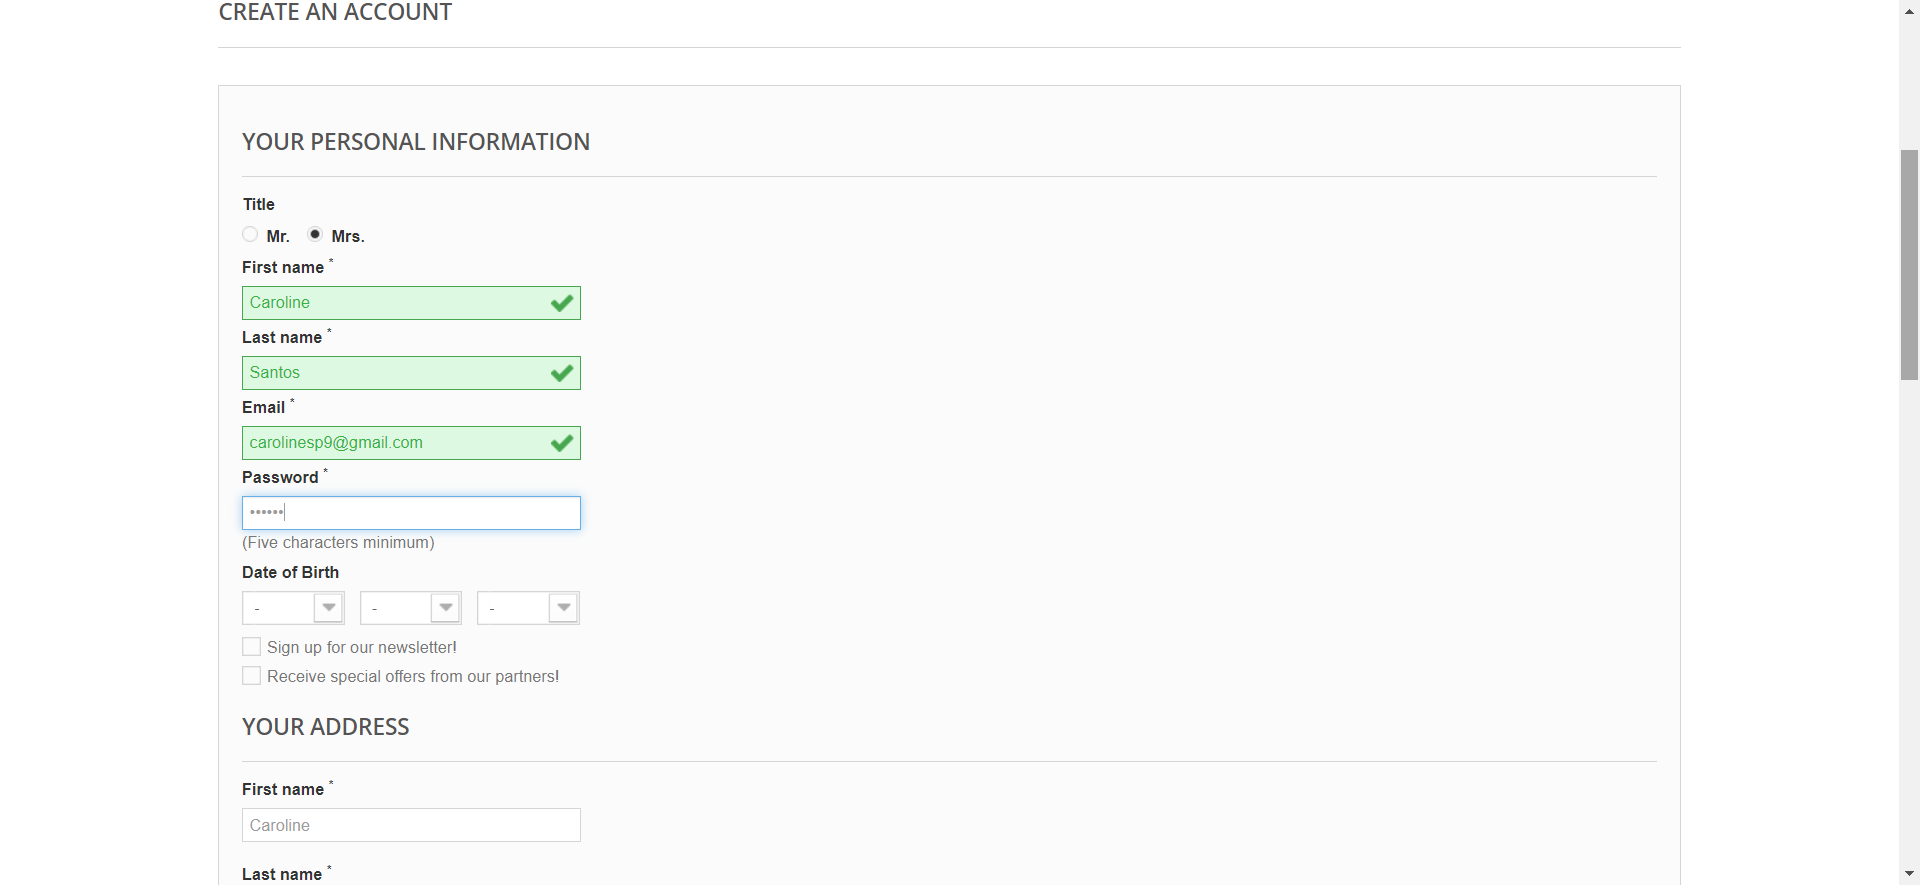 CREATE AN ACCOUNT
YOUR PERSONAL INFORMATION
Title
Mr. Mrs.
First name *
Caroline
Last name *
Santos
Email *
carolinesp9@gmail.com
Password *
••••••
(Five characters minimum)
Date of Birth
- - -
Sign up for our newsletter!
Receive special offers from our partners!
YOUR ADDRESS
First name *
Caroline
Last name *